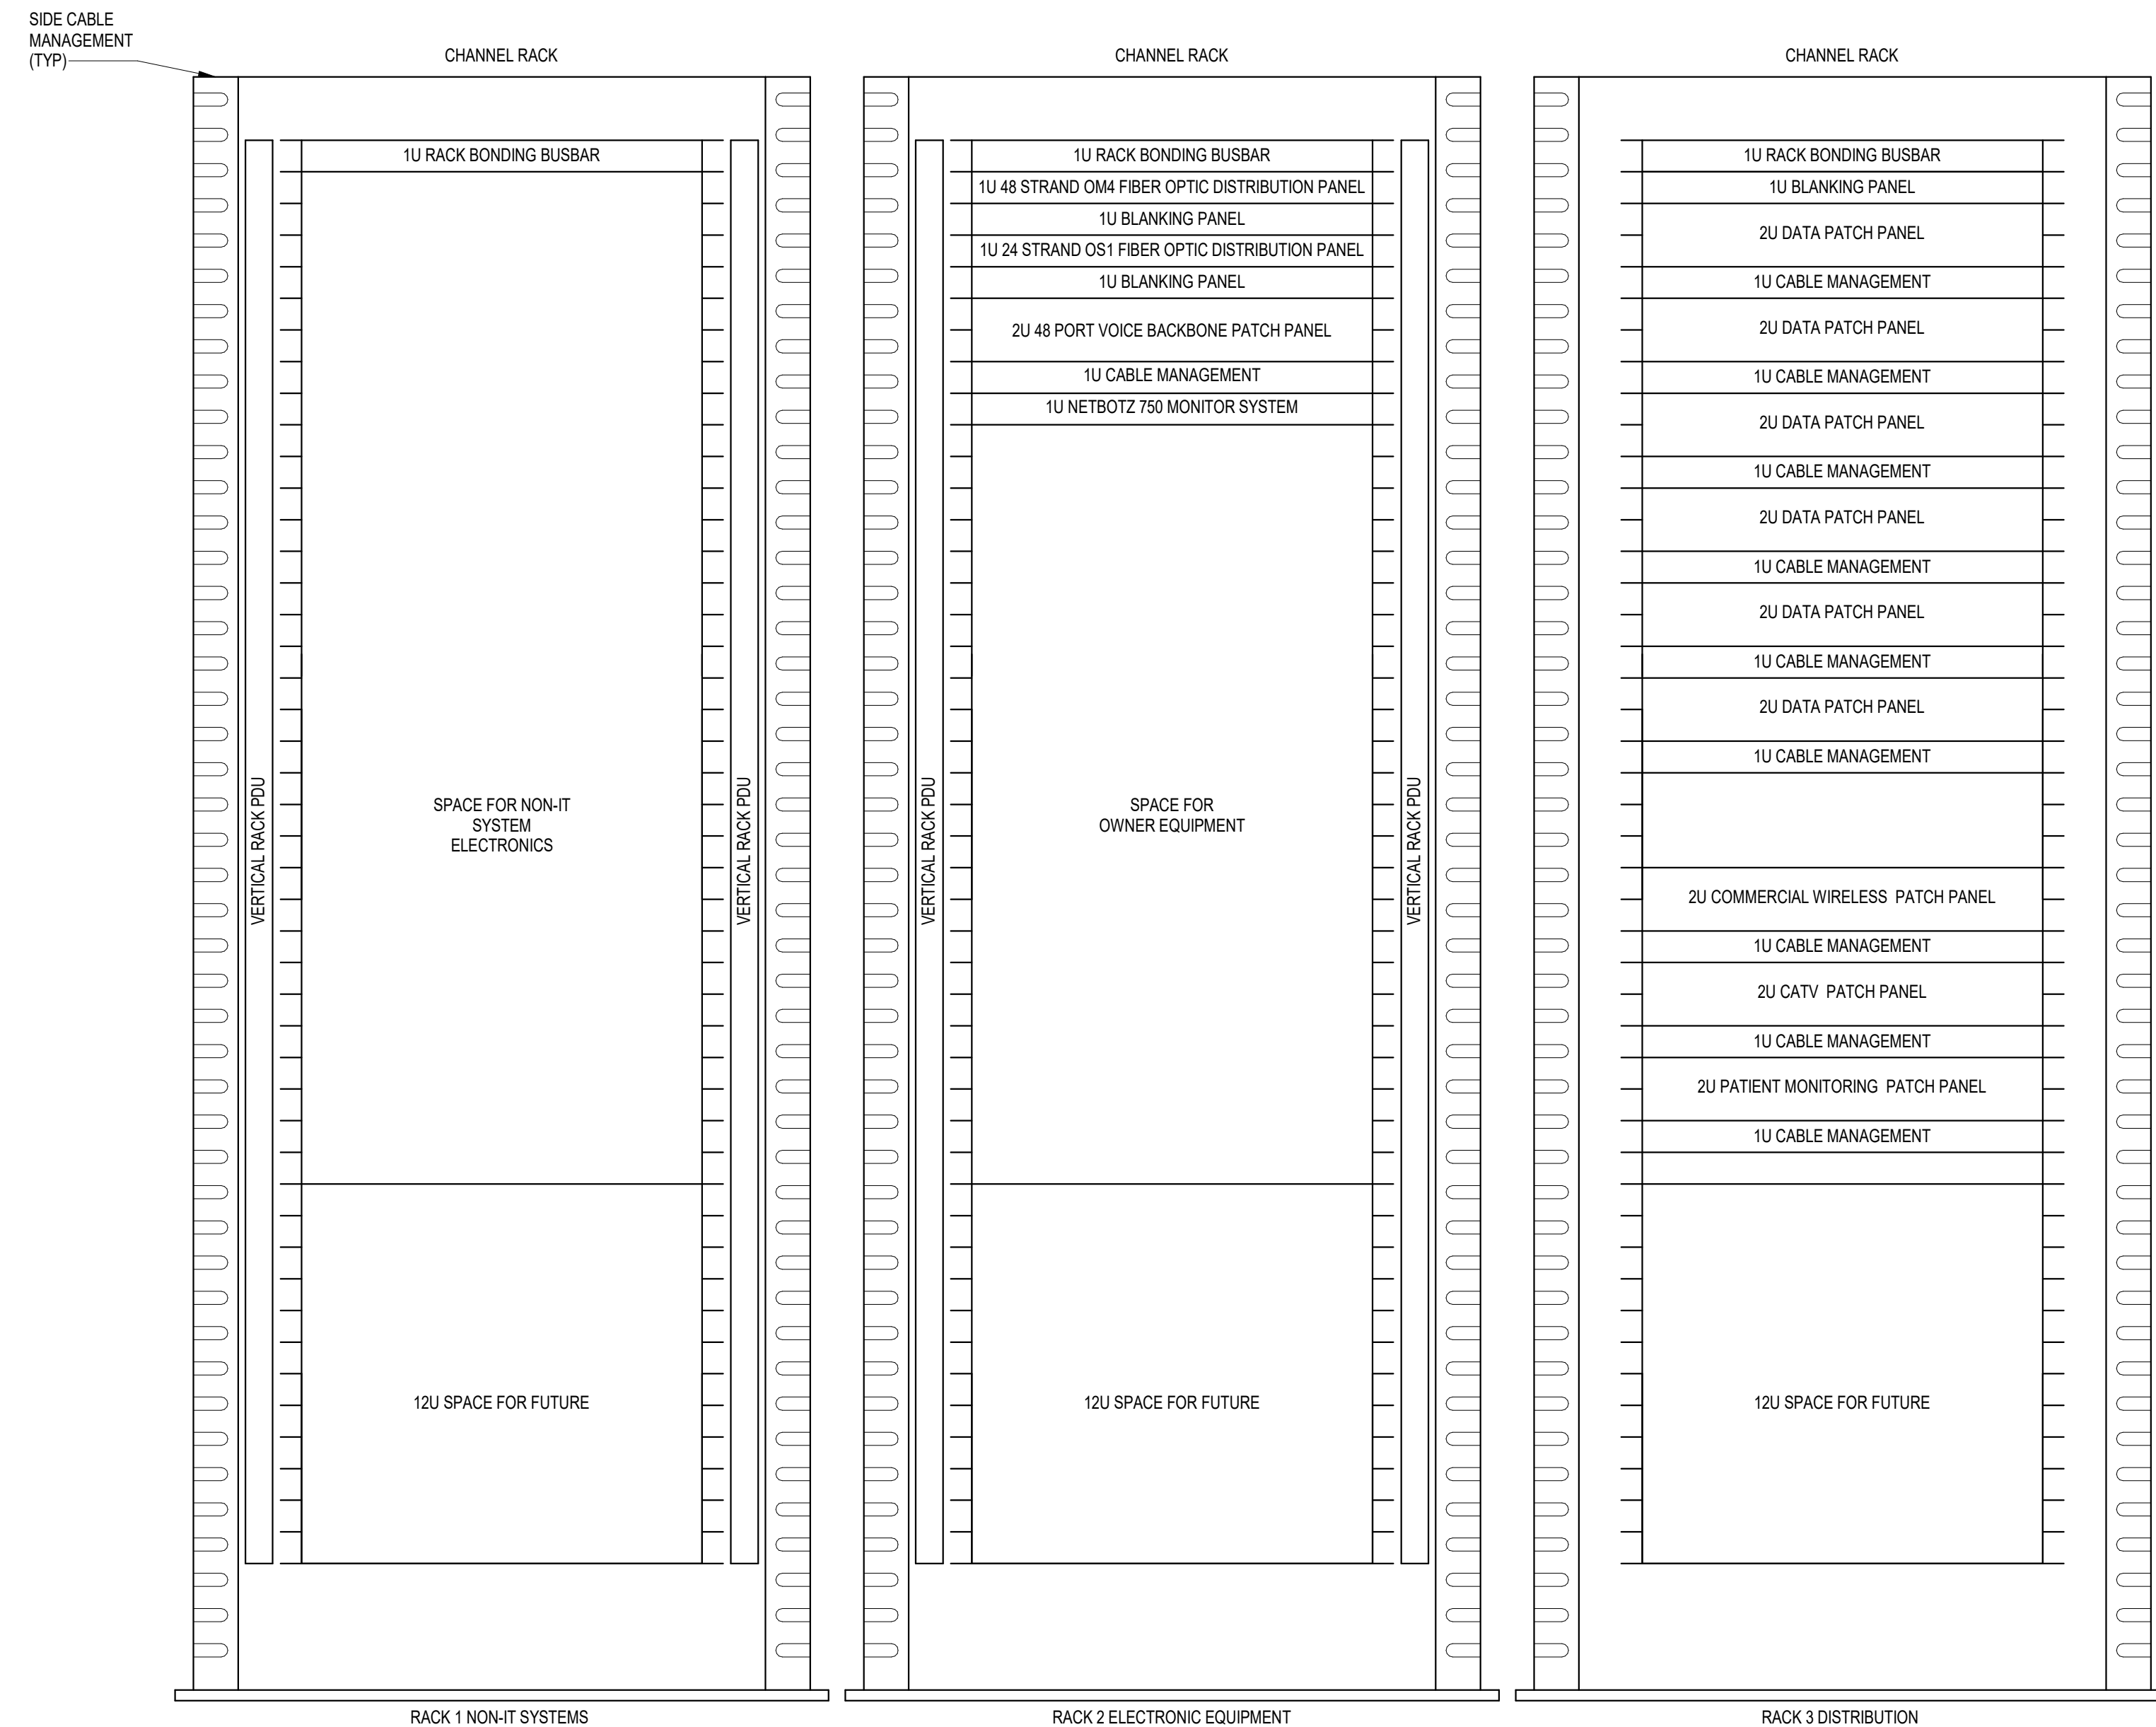 SIDE CABLE
MANAGEMENT
(TYP)
CHANNEL RACK
1U RACK BONDING BUSBAR
VERTICAL RACK PDU
SPACE FOR NON-IT
SYSTEM
ELECTRONICS
VERTICAL RACK PDU
12U SPACE FOR FUTURE
RACK 1 NON-IT SYSTEMS
CHANNEL RACK
1U RACK BONDING BUSBAR
1U 48 STRAND OM4 FIBER OPTIC DISTRIBUTION PANEL
1U BLANKING PANEL
1U 24 STRAND OS1 FIBER OPTIC DISTRIBUTION PANEL
1U BLANKING PANEL
2U 48 PORT VOICE BACKBONE PATCH PANEL
1U CABLE MANAGEMENT
1U NETBOTZ 750 MONITOR SYSTEM
VERTICAL RACK PDU
SPACE FOR
OWNER EQUIPMENT
VERTICAL RACK PDU
12U SPACE FOR FUTURE
RACK 2 ELECTRONIC EQUIPMENT
CHANNEL RACK
1U RACK BONDING BUSBAR
1U BLANKING PANEL
2U DATA PATCH PANEL
1U CABLE MANAGEMENT
2U DATA PATCH PANEL
1U CABLE MANAGEMENT
2U DATA PATCH PANEL
1U CABLE MANAGEMENT
2U DATA PATCH PANEL
1U CABLE MANAGEMENT
2U DATA PATCH PANEL
1U CABLE MANAGEMENT
2U DATA PATCH PANEL
1U CABLE MANAGEMENT
2U COMMERCIAL WIRELESS PATCH PANEL
1U CABLE MANAGEMENT
2U CATV PATCH PANEL
1U CABLE MANAGEMENT
2U PATIENT MONITORING PATCH PANEL
1U CABLE MANAGEMENT
12U SPACE FOR FUTURE
RACK 3 DISTRIBUTION